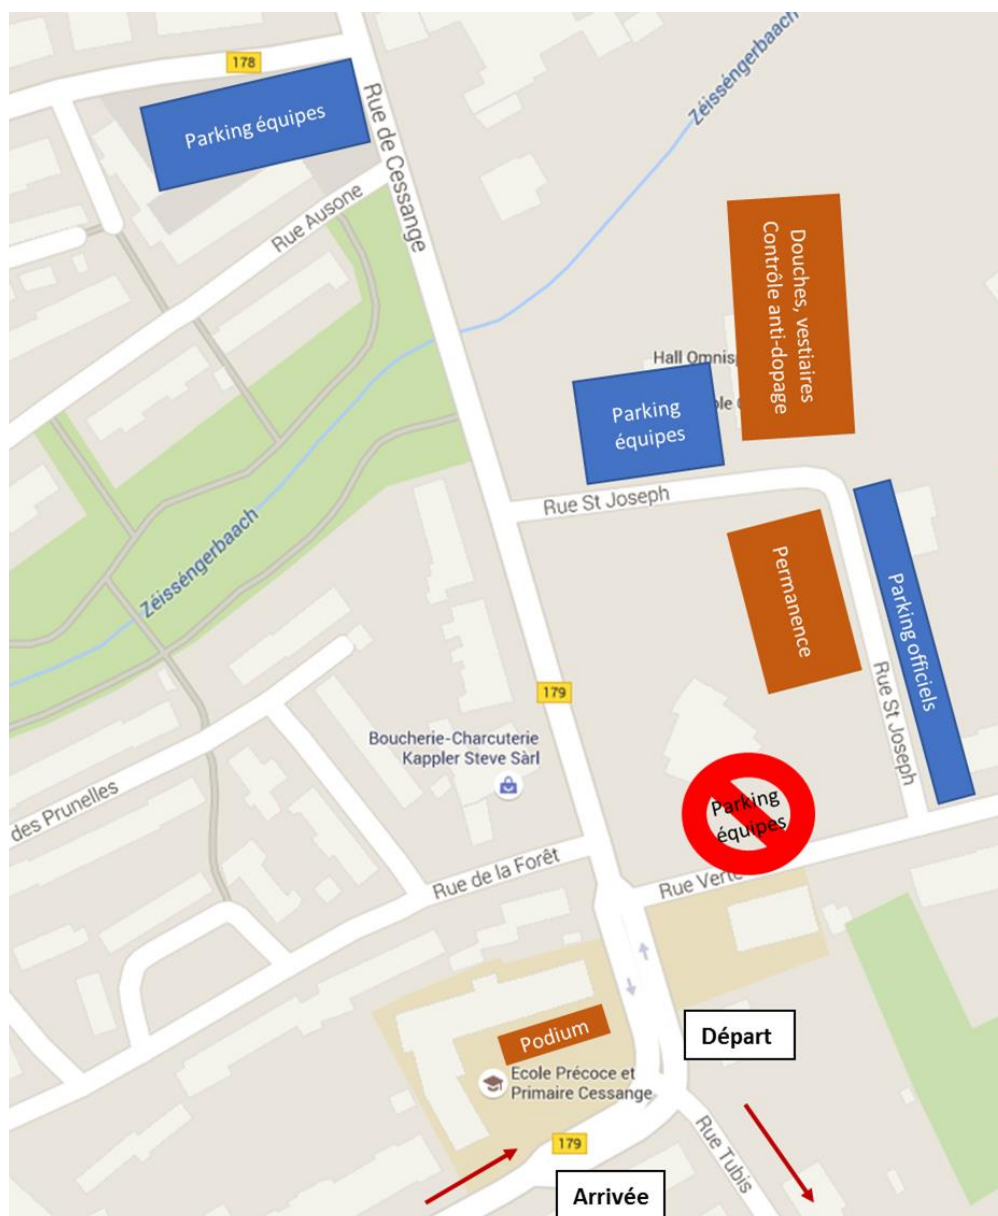 178
Parking équipes
Rue de Cessange
Zéisséngerbaach
Rue Ausone
Douches, vestiaires
Contrôle anti-dopage
Hall Omnisp
Parking
équipes
Rue St Joseph
Zéisséngerbaach
Permanence
Parking officiels
Rue St Joseph
179
Boucherie-Charcuterie
Kappler Steve Sàrl
des Prunelles
Parking
équipes
Rue de la Forêt
Rue Verte
Podium
Départ
Ecole Précoce et
Primaire Cessange
Rue Tubis
179
Arrivée